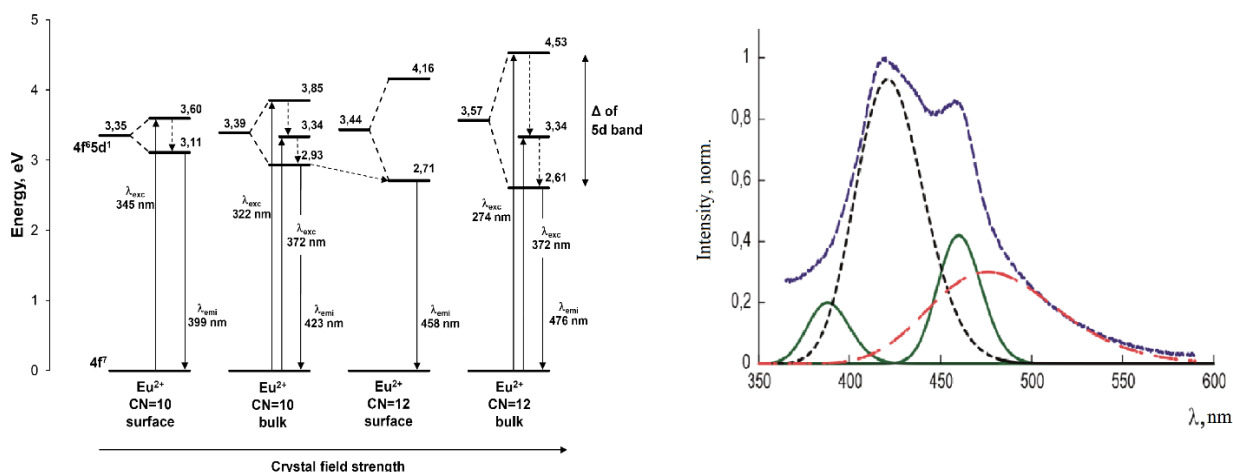 Energy, eV
5
4
3
2
1
0
4f⁶5d¹
4f⁷
3,35
3,60
3,11
λexc
345 nm
λemi
399 nm
3,39
3,85
3,34
2,93
λexc
322 nm
λexc
372 nm
λemi
423 nm
3,44
4,16
2,71
λemi
458 nm
3,57
4,53
3,34
2,61
λexc
274 nm
λexc
372 nm
λemi
476 nm
Δ of
5d band
Eu²⁺
CN=10
surface
Eu²⁺
CN=10
bulk
Eu²⁺
CN=12
surface
Eu²⁺
CN=12
bulk
Crystal field strength
Intensity, norm.
1
0,8
0,6
0,4
0,2
0
350 400 450 500 550 600
λ, nm